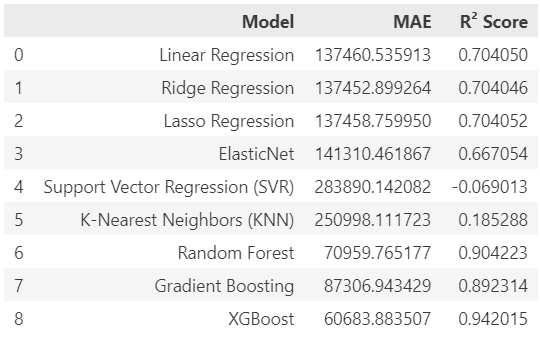 Model MAE R² Score
0 Linear Regression 137460.535913 0.704050
1 Ridge Regression 137452.899264 0.704046
2 Lasso Regression 137458.759950 0.704052
3 ElasticNet 141310.461867 0.667054
4 Support Vector Regression (SVR) 283890.142082 -0.069013
5 K-Nearest Neighbors (KNN) 250998.111723 0.185288
6 Random Forest 70959.765177 0.904223
7 Gradient Boosting 87306.943429 0.892314
8 XGBoost 60683.883507 0.942015